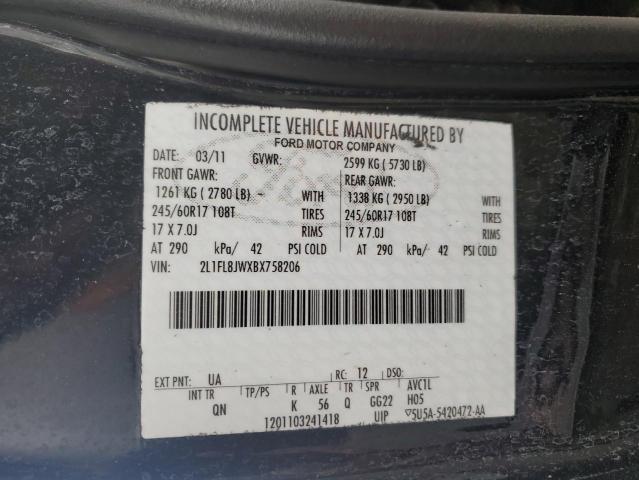 INCOMPLETE VEHICLE MANUFACTURED BY
FORD MOTOR COMPANY
DATE: 03/11 GVWR: 2599 KG ( 5730 LB)
FRONT GAWR: REAR GAWR:
1261 KG ( 2780 LB) WITH 1338 KG ( 2950 LB) WITH
245/60R17 108T TIRES 245/60R17 108T TIRES
17 X 7.0J RIMS 17 X 7.0J RIMS
AT 290 kPa/ 42 PSI COLD AT 290 kPa/ 42 PSI COLD
VIN: 2L1FL8JWXBX758206
EXT PNT: UA RC: 12 DSO:
INT TR TP/PS R AXLE TR SPR AVC1L
QN K 56 Q GG22 H05
1201103241418 UIP 5U5A-5420472-AA